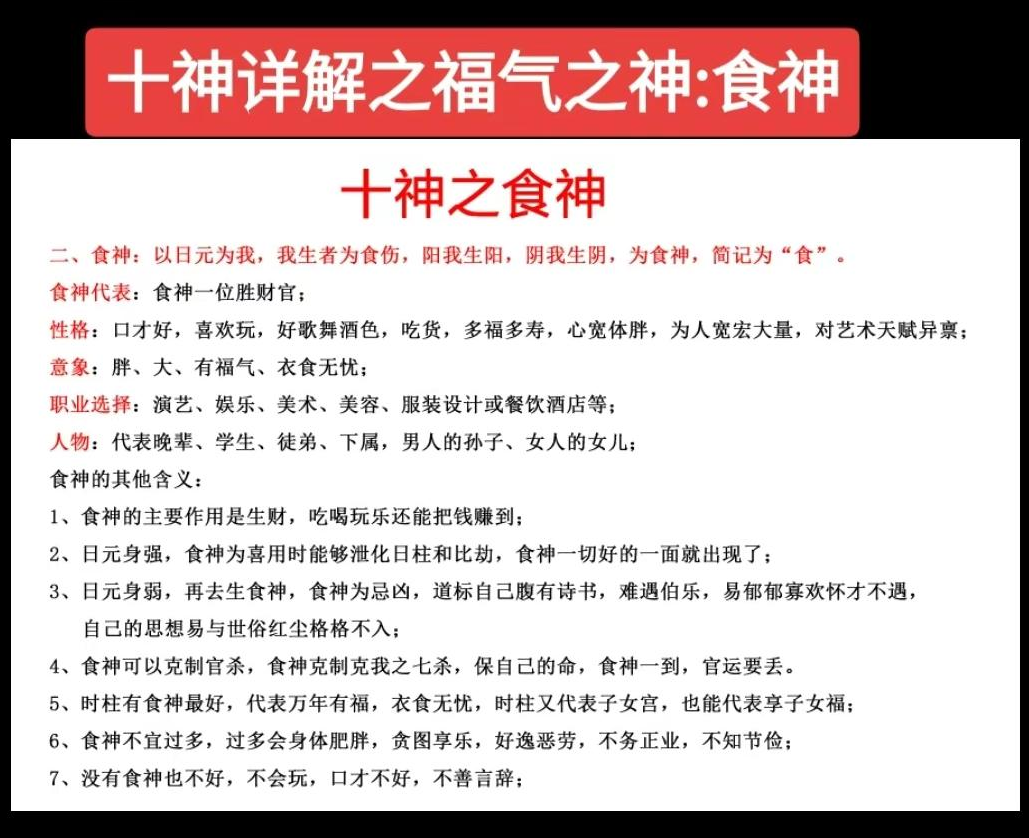 十神详解之福气之神:食神
十神之食神
二、食神：以日元为我，我生者为食伤，阳我生阳，阴我生阴，为食神，简记为“食”。
食神代表：食神一位胜财官；
性格：口才好，喜欢玩，好歌舞酒色，吃货，多福多寿，心宽体胖，为人宽宏大量，对艺术天赋异禀；
意象：胖、大、有福气、衣食无忧；
职业选择：演艺、娱乐、美术、美容、服装设计或餐饮酒店等；
人物：代表晚辈、学生、徒弟、下属，男人的孙子、女人的女儿；
食神的其他含义：
1、食神的主要作用是生财，吃喝玩乐还能把钱赚到；
2、日元身强，食神为喜用时能够泄化日柱和比劫，食神一切好的一面就出现了；
3、日元身弱，再去生食神，食神为忌凶，道标自己腹有诗书，难遇伯乐，易郁郁寡欢怀才不遇，
自己的思想易与世俗红尘格格不入；
4、食神可以克制官杀，食神克制克我之七杀，保自己的命，食神一到，官运要丢。
5、时柱有食神最好，代表万年有福，衣食无忧，时柱又代表子女宫，也能代表享子女福；
6、食神不宜过多，过多会身体肥胖，贪图享乐，好逸恶劳，不务正业，不知节俭；
7、没有食神也不好，不会玩，口才不好，不善言辞；